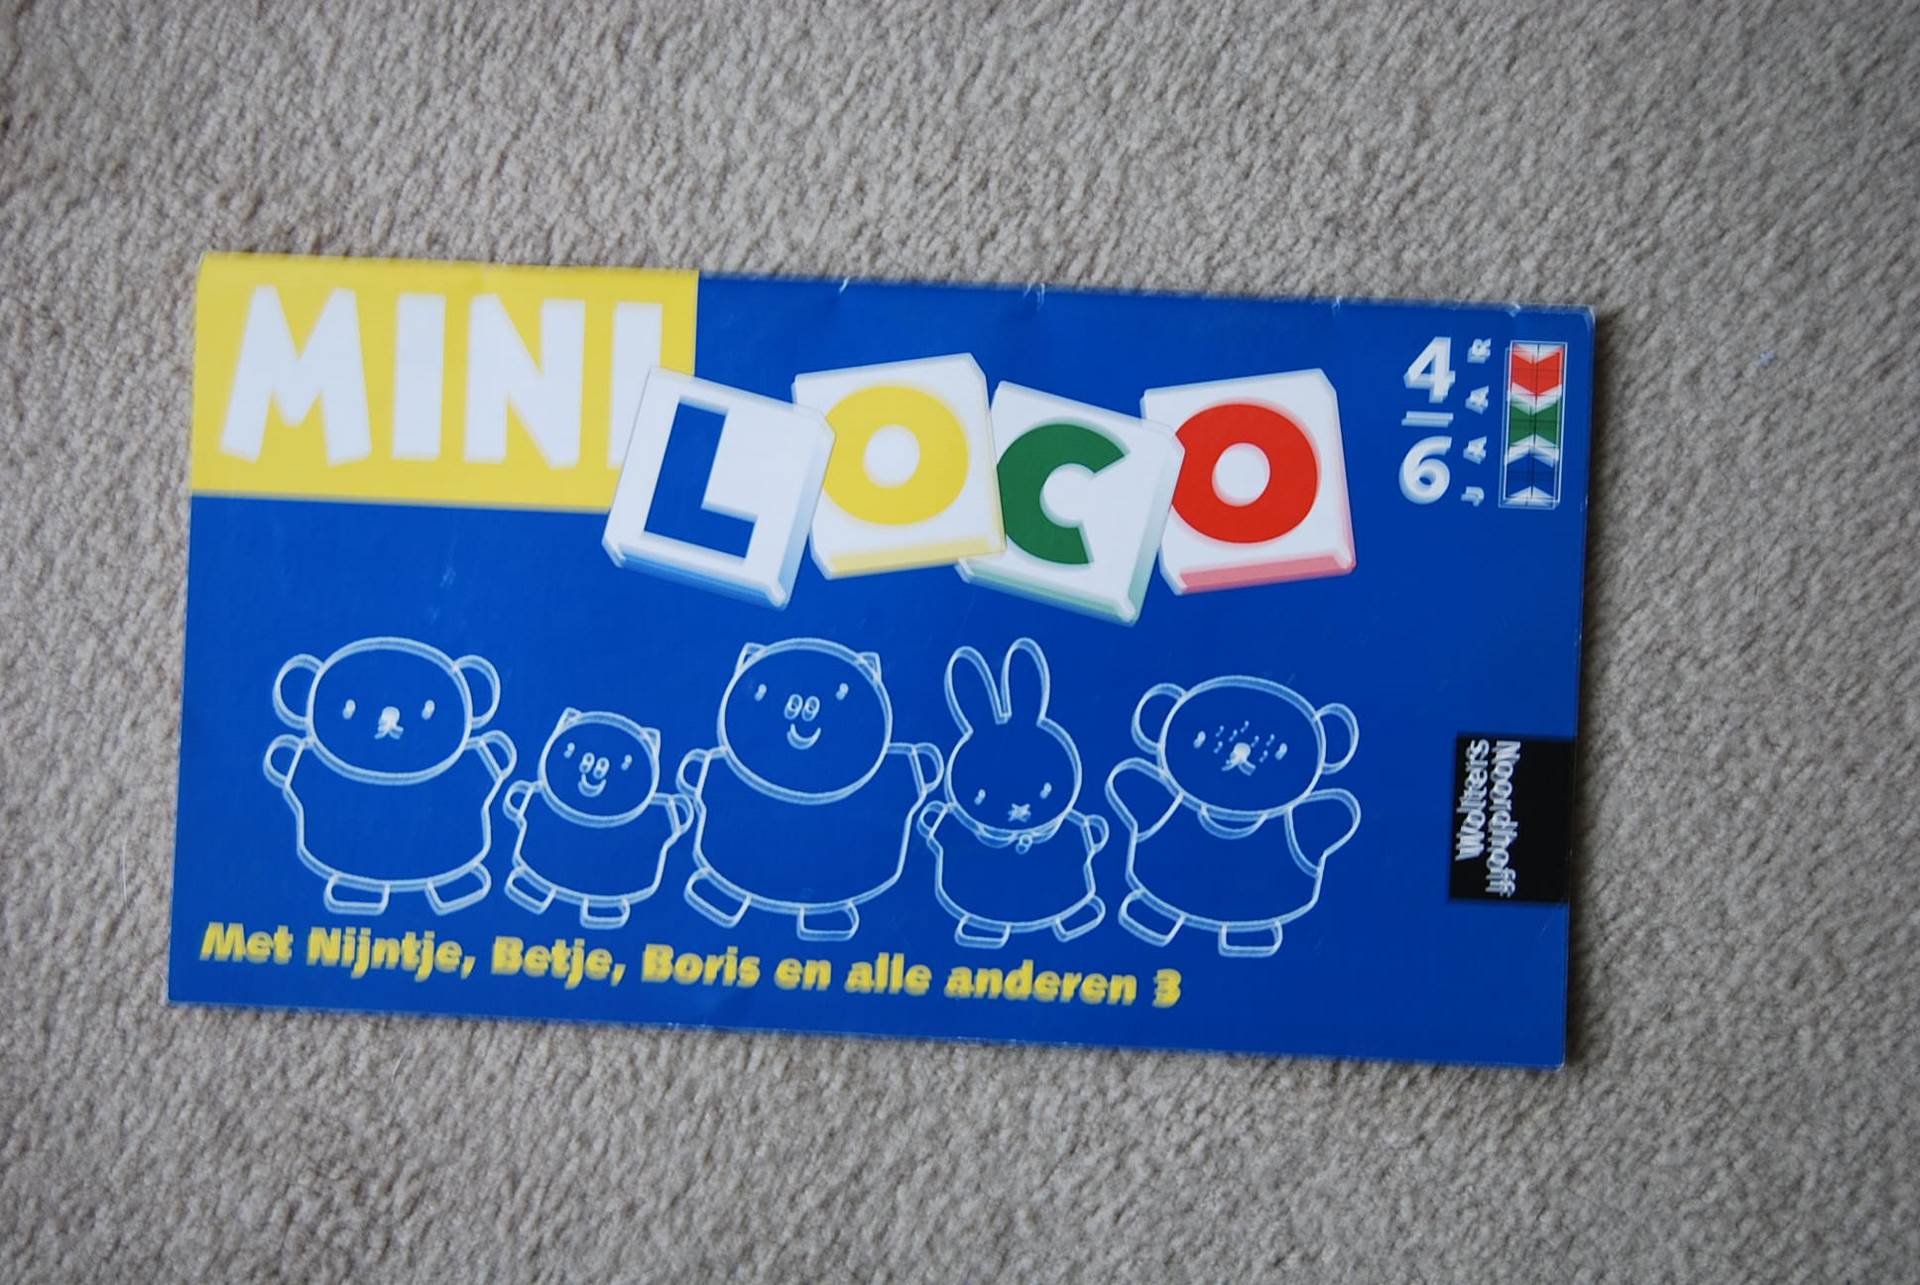 MINI
LOCO
4-6
JAAR
Wolters
Noordhoff
Met Nijntje, Betje, Boris en alle anderen 3